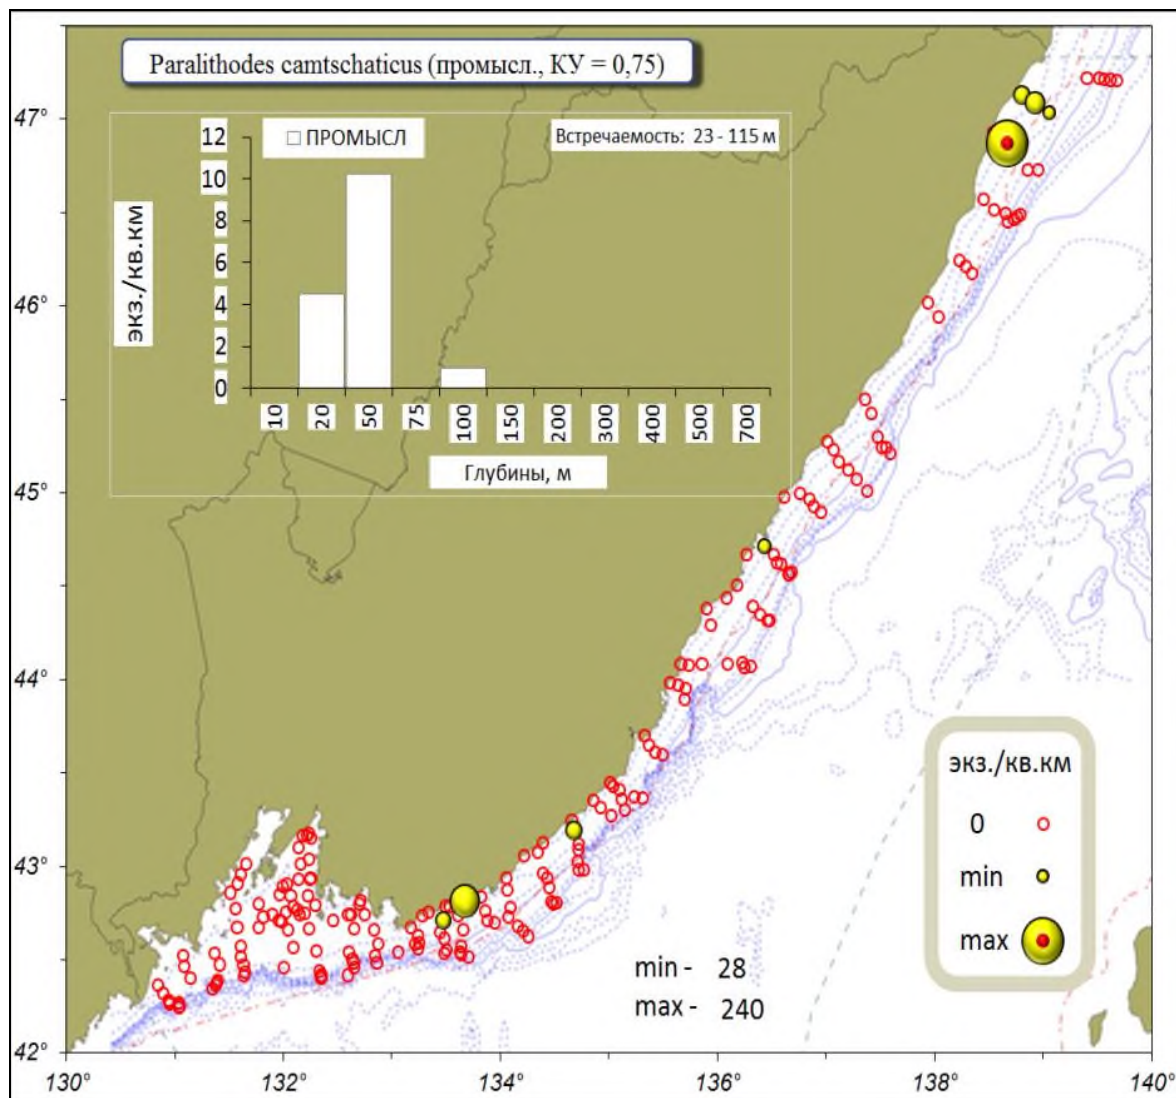 Paralithodes camtschaticus (промысл., КУ = 0,75)
ПРОМЫСЛ
Встречаемость: 23 - 115 м
экз./кв.км
12
10
8
6
4
2
0
10 20 50 75 100 150 200 300 400 500 700
Глубины, м
47°
46°
45°
44°
43°
42°
экз./кв.км
0
min
max
min - 28
max - 240
130° 132° 134° 136° 138° 140°